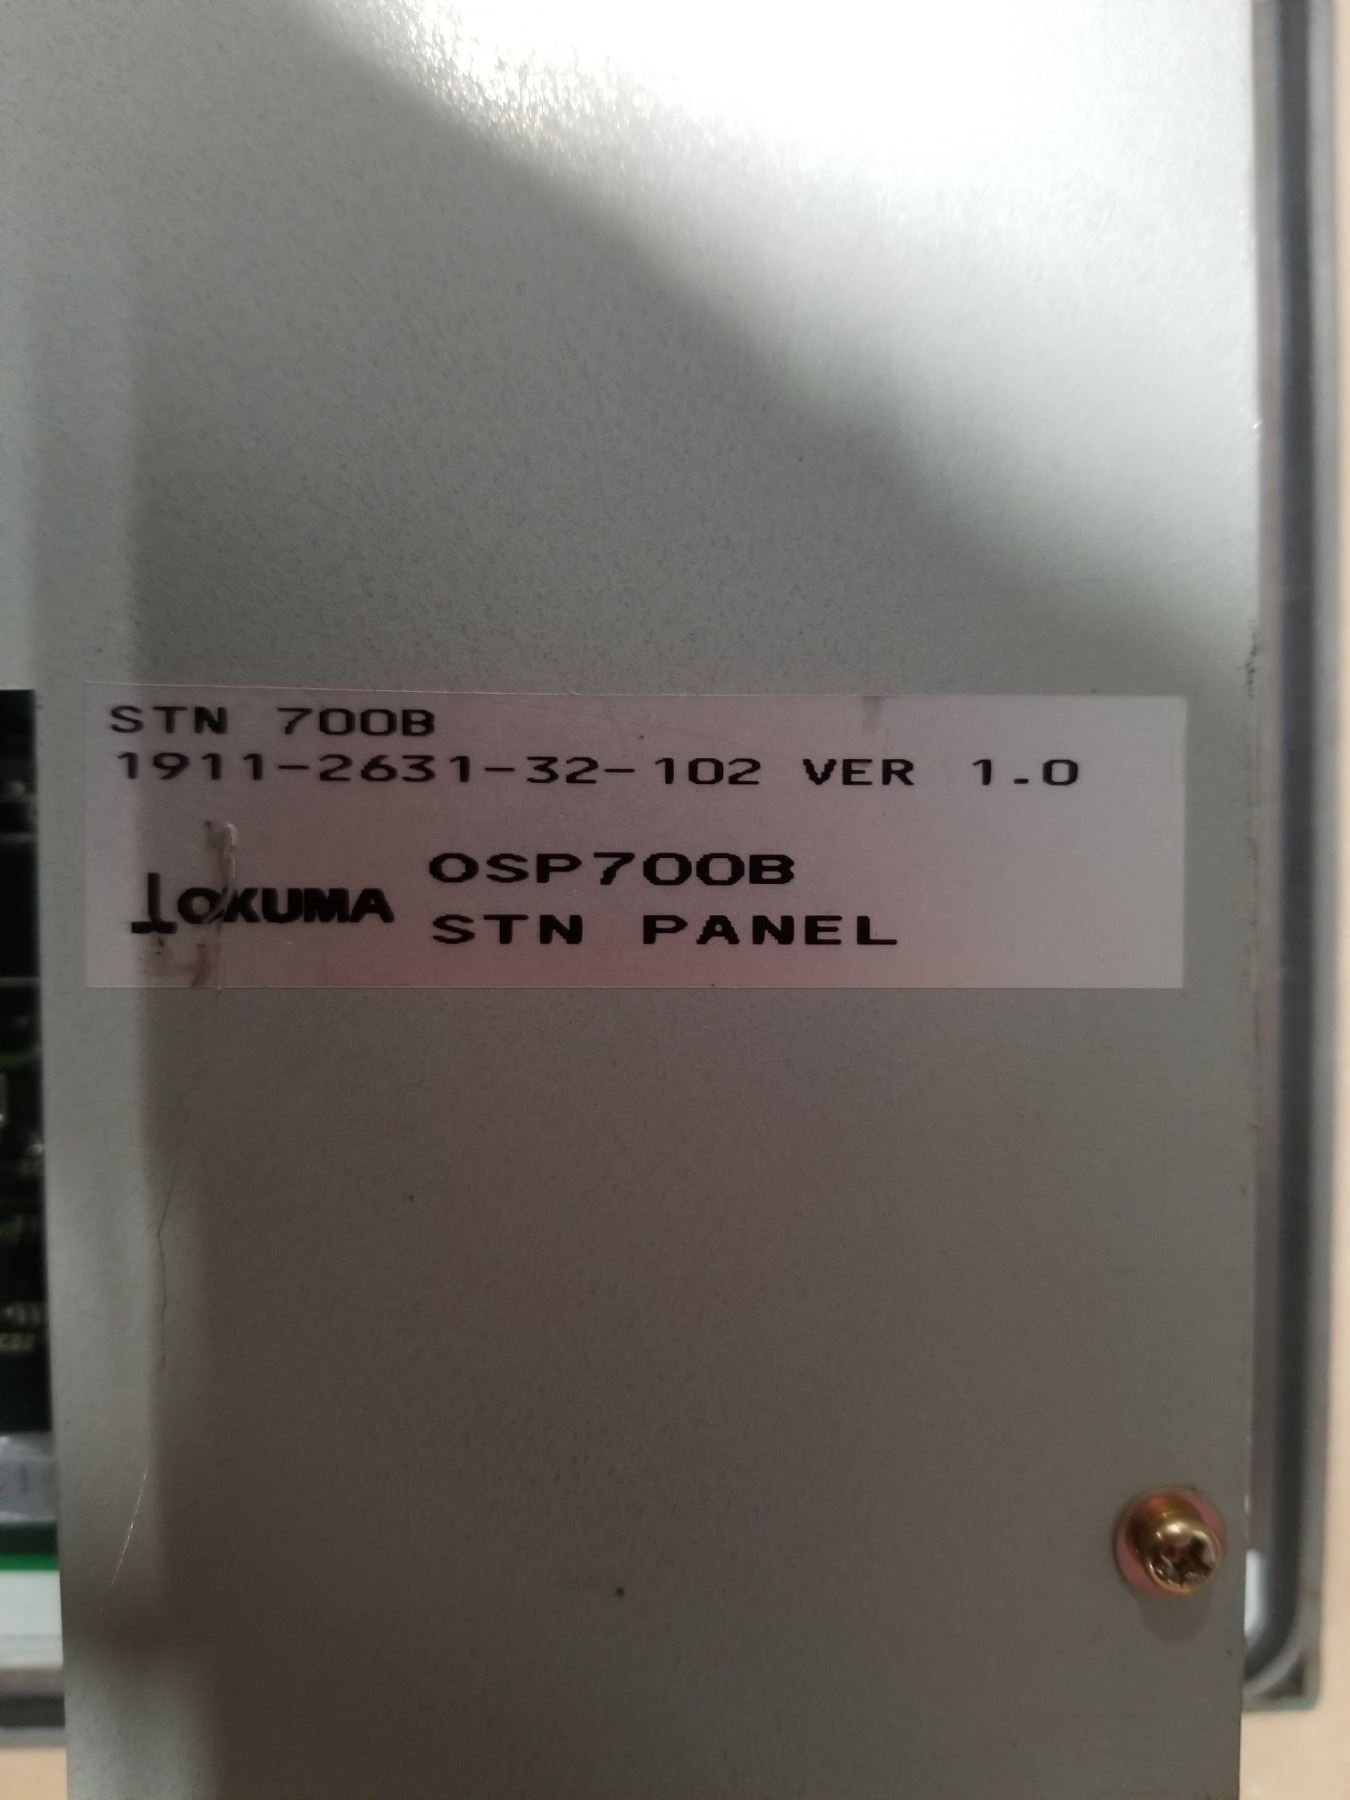 STN 700B
1911-2631-32-102 VER 1.0
OKUMA
OSP700B
STN PANEL